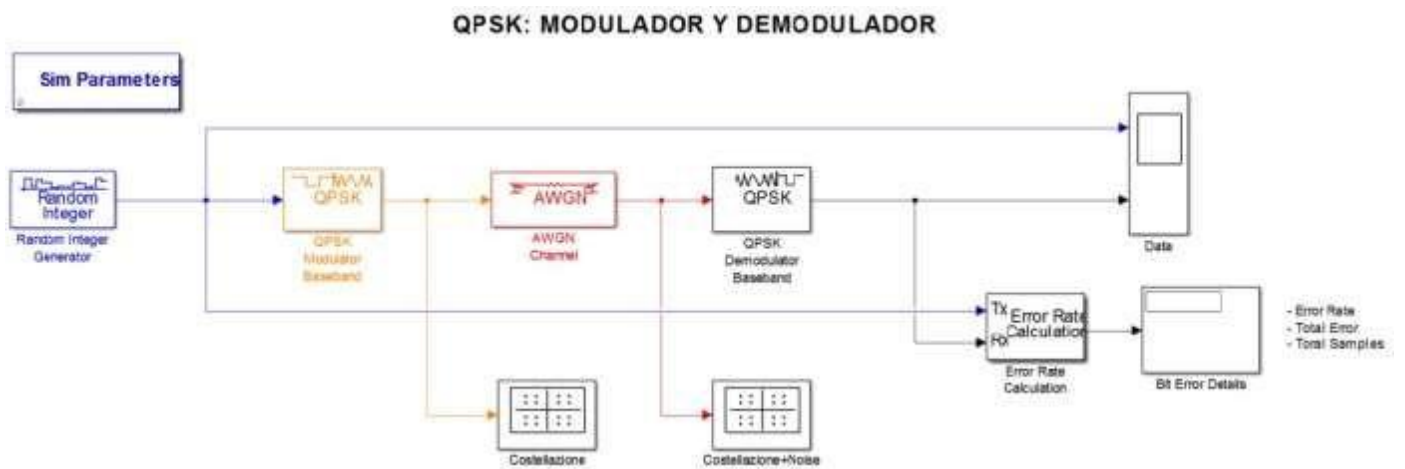 QPSK: MODULADOR Y DEMODULADOR
Sim Parameters
Random
Integer
Random Integer
Generator
QPSK
QPSK
Modulator
Baseband
AWGN
AWGN
Channel
QPSK
QPSK
Demodulator
Baseband
Data
Tx
Rx
Error Rate
Calculation
Error Rate
Calculation
Bit Error Details
- Error Rate
- Total Error
- Toral Samples
Costellazione
Costellazione+Noise